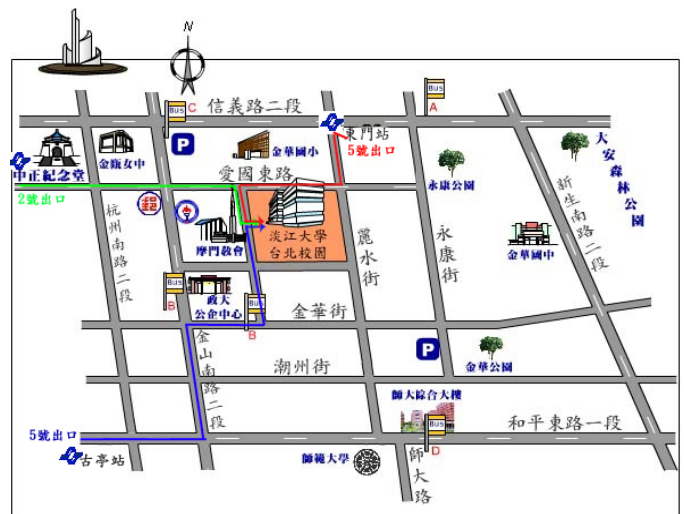 N
Bus
A
Bus
C
信義路二段
P
東門站
5號出口
金華國小
金甌女中
中正紀念堂
愛國東路
2號出口
永康公園
大安森林公園
新生南路二段
郵
杭州南路二段
摩門教會
淡江大學
台北校園
麗水街
永康街
金華國中
Bus
B
政大
公企中心
Bus
B
金華街
金山南路二段
潮州街
P
金華公園
師大綜合大樓
和平東路一段
Bus
D
5號出口
古亭站
師範大學
師大路